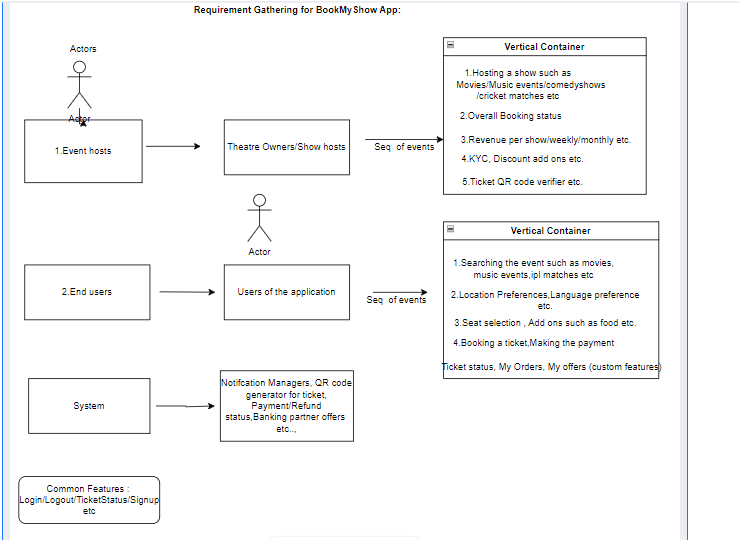 Requirement Gathering for BookMyShow App:
Actors
Actor
1.Event hosts
Theatre Owners/Show hosts
Seq of events
Vertical Container
1.Hosting a show such as
Movies/Music events/comedyshows
/cricket matches etc
2.Overall Booking status
3.Revenue per show/weekly/monthly etc.
4.KYC, Discount add ons etc.
5.Ticket QR code verifier etc.
Actor
2.End users
Users of the application
Seq of events
Vertical Container
1.Searching the event such as movies,
music events,ipl matches etc
2.Location Preferences,Language preference
etc.
3.Seat selection , Add ons such as food etc.
4.Booking a ticket,Making the payment
Ticket status, My Orders, My offers (custom features)
System
Notifcation Managers, QR code
generator for ticket,
Payment/Refund
status,Banking partner offers
etc..,
Common Features :
Login/Logout/TicketStatus/Signup
etc